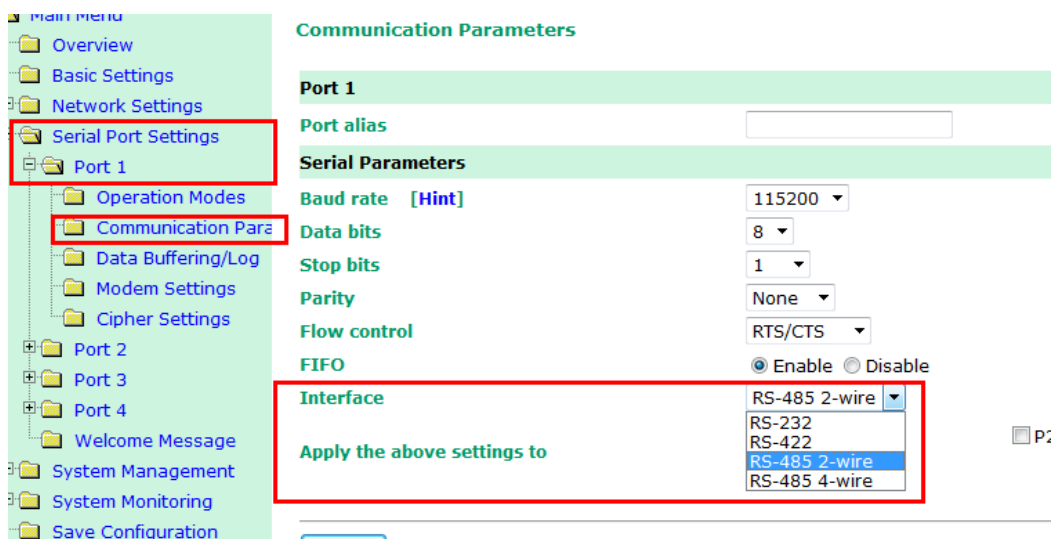 Main Menu
Overview
Basic Settings
Network Settings
Serial Port Settings
Port 1
Operation Modes
Communication Para
Data Buffering/Log
Modem Settings
Cipher Settings
Port 2
Port 3
Port 4
Welcome Message
System Management
System Monitoring
Save Configuration
Communication Parameters
Port 1
Port alias
Serial Parameters
Baud rate [Hint] 115200
Data bits 8
Stop bits 1
Parity None
Flow control RTS/CTS
FIFO Enable Disable
Interface RS-485 2-wire
RS-232
RS-422
RS-485 2-wire
RS-485 4-wire
Apply the above settings to P2